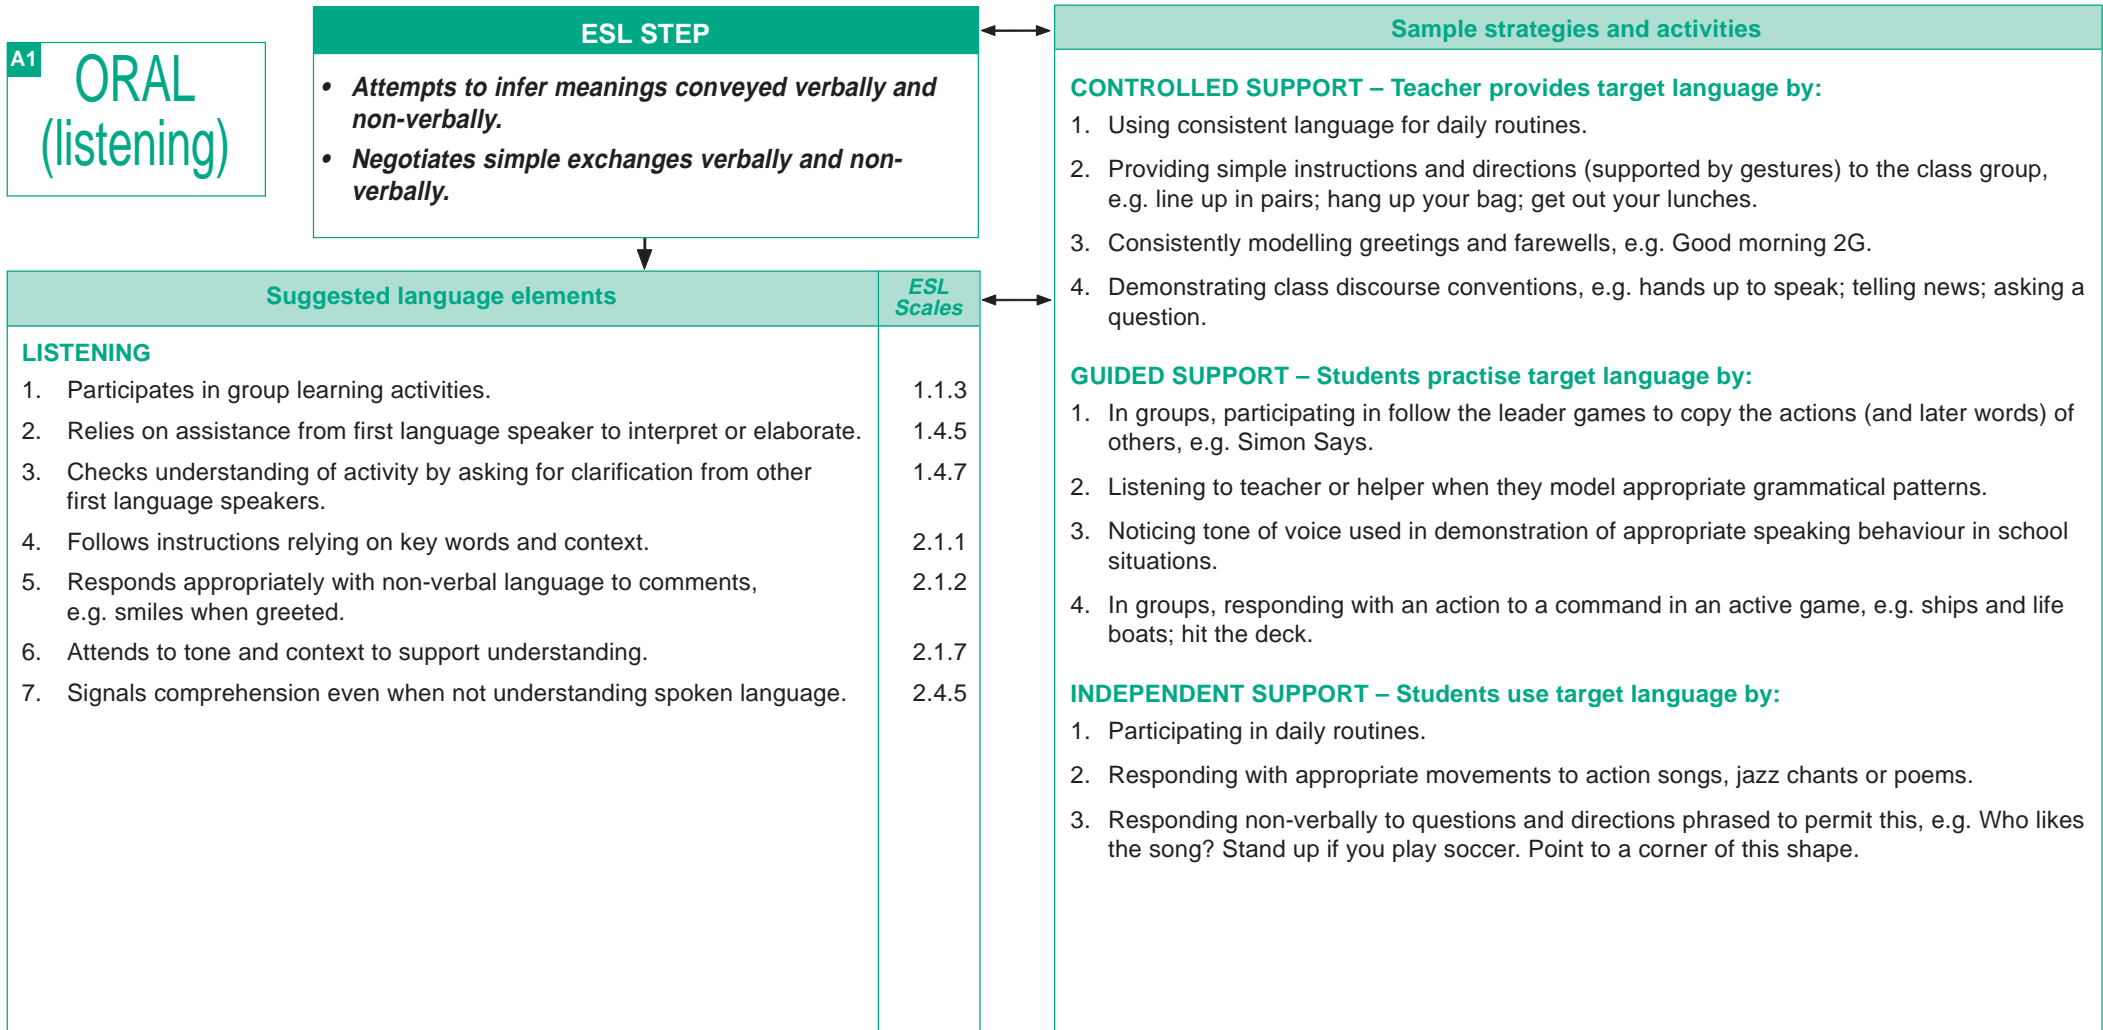 A1
ORAL
(listening)
ESL STEP
• Attempts to infer meanings conveyed verbally and
non-verbally.
• Negotiates simple exchanges verbally and non-
verbally.
Suggested language elements
ESL
Scales
LISTENING
1. Participates in group learning activities. 1.1.3
2. Relies on assistance from first language speaker to interpret or elaborate. 1.4.5
3. Checks understanding of activity by asking for clarification from other 1.4.7
first language speakers.
4. Follows instructions relying on key words and context. 2.1.1
5. Responds appropriately with non-verbal language to comments, 2.1.2
e.g. smiles when greeted.
6. Attends to tone and context to support understanding. 2.1.7
7. Signals comprehension even when not understanding spoken language. 2.4.5
Sample strategies and activities
CONTROLLED SUPPORT – Teacher provides target language by:
1. Using consistent language for daily routines.
2. Providing simple instructions and directions (supported by gestures) to the class group,
e.g. line up in pairs; hang up your bag; get out your lunches.
3. Consistently modelling greetings and farewells, e.g. Good morning 2G.
4. Demonstrating class discourse conventions, e.g. hands up to speak; telling news; asking a
question.
GUIDED SUPPORT – Students practise target language by:
1. In groups, participating in follow the leader games to copy the actions (and later words) of
others, e.g. Simon Says.
2. Listening to teacher or helper when they model appropriate grammatical patterns.
3. Noticing tone of voice used in demonstration of appropriate speaking behaviour in school
situations.
4. In groups, responding with an action to a command in an active game, e.g. ships and life
boats; hit the deck.
INDEPENDENT SUPPORT – Students use target language by:
1. Participating in daily routines.
2. Responding with appropriate movements to action songs, jazz chants or poems.
3. Responding non-verbally to questions and directions phrased to permit this, e.g. Who likes
the song? Stand up if you play soccer. Point to a corner of this shape.